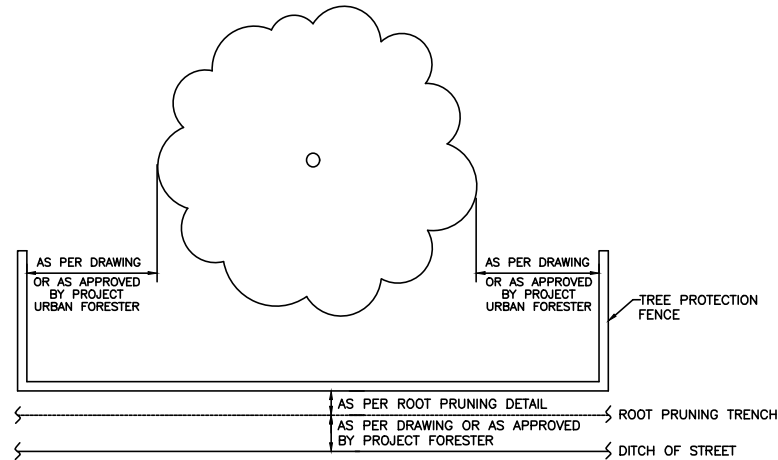 AS PER DRAWING
OR AS APPROVED
BY PROJECT
URBAN FORESTER
AS PER DRAWING
OR AS APPROVED
BY PROJECT
URBAN FORESTER
TREE PROTECTION
FENCE
AS PER ROOT PRUNING DETAIL
ROOT PRUNING TRENCH
AS PER DRAWING OR AS APPROVED
BY PROJECT FORESTER
DITCH OF STREET